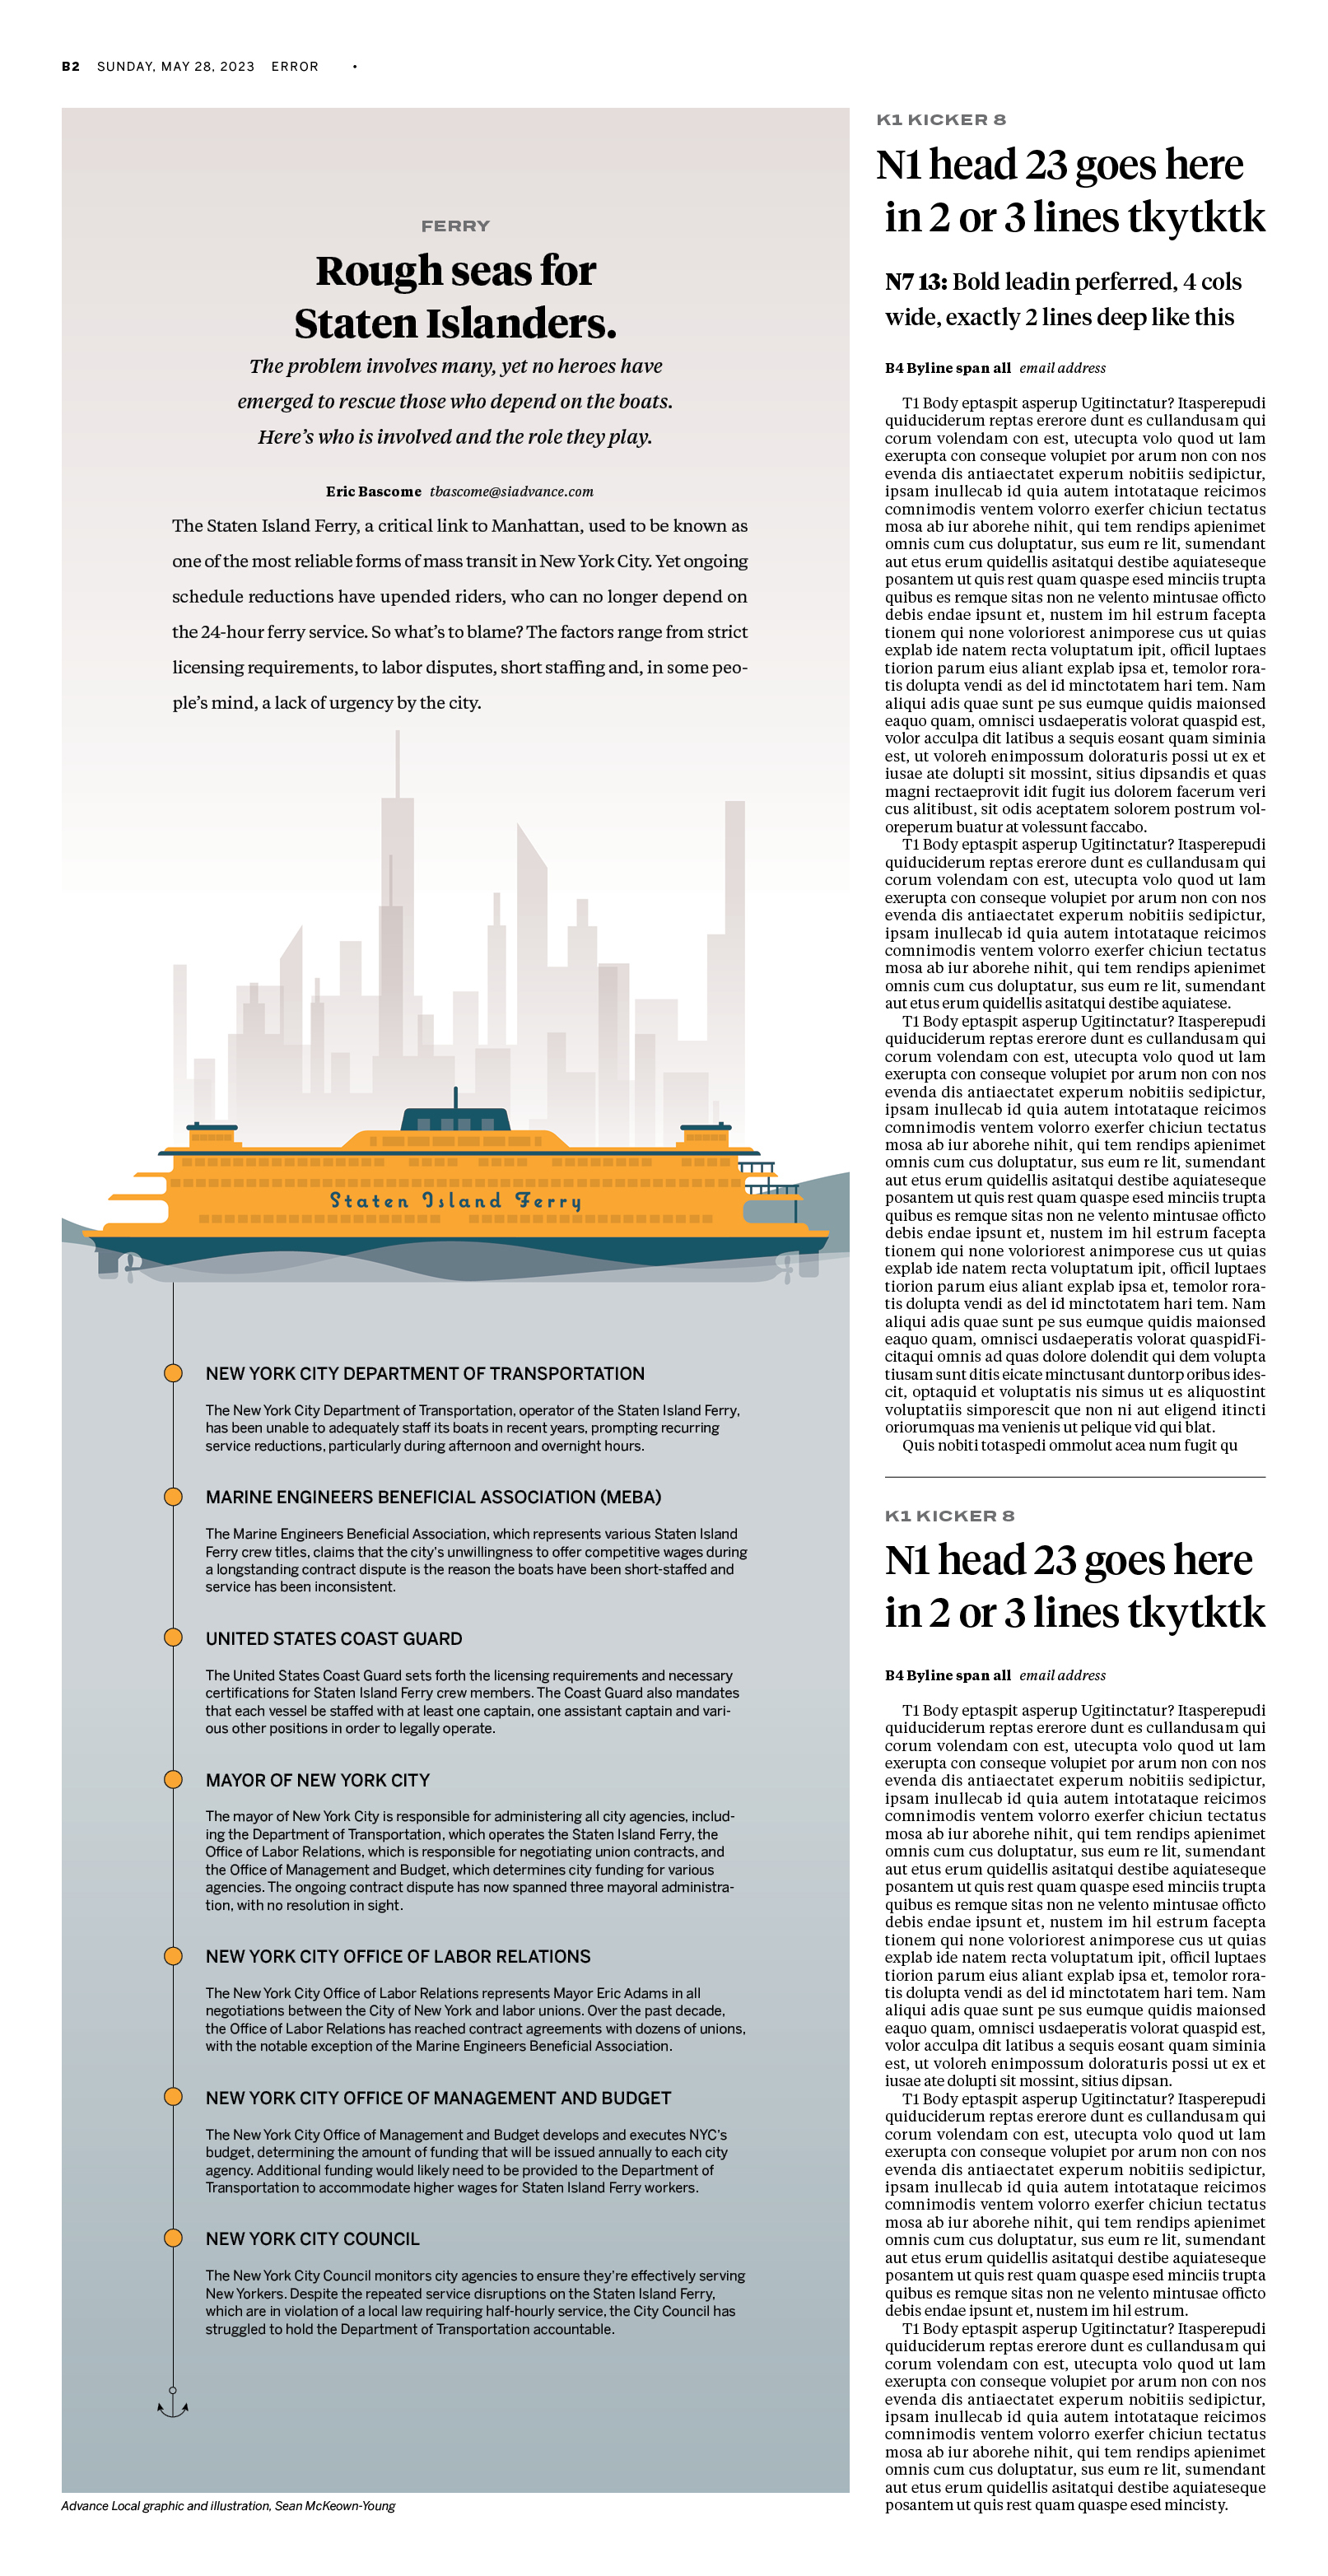 B2 SUNDAY, MAY 28, 2023 ERROR •
FERRY
Rough seas for
Staten Islanders.
The problem involves many, yet no heroes have
emerged to rescue those who depend on the boats.
Here’s who is involved and the role they play.
Eric Bascome tbascome@siadvance.com
The Staten Island Ferry, a critical link to Manhattan, used to be known as
one of the most reliable forms of mass transit in New York City. Yet ongoing
schedule reductions have upended riders, who can no longer depend on
the 24-hour ferry service. So what’s to blame? The factors range from strict
licensing requirements, to labor disputes, short staffing and, in some peo-
ple’s mind, a lack of urgency by the city.
Staten Island Ferry
NEW YORK CITY DEPARTMENT OF TRANSPORTATION
The New York City Department of Transportation, operator of the Staten Island Ferry,
has been unable to adequately staff its boats in recent years, prompting recurring
service reductions, particularly during afternoon and overnight hours.
MARINE ENGINEERS BENEFICIAL ASSOCIATION (MEBA)
The Marine Engineers Beneficial Association, which represents various Staten Island
Ferry crew titles, claims that the city’s unwillingness to offer competitive wages during
a longstanding contract dispute is the reason the boats have been short-staffed and
service has been inconsistent.
UNITED STATES COAST GUARD
The United States Coast Guard sets forth the licensing requirements and necessary
certifications for Staten Island Ferry crew members. The Coast Guard also mandates
that each vessel be staffed with at least one captain, one assistant captain and vari-
ous other positions in order to legally operate.
MAYOR OF NEW YORK CITY
The mayor of New York City is responsible for administering all city agencies, includ-
ing the Department of Transportation, which operates the Staten Island Ferry, the
Office of Labor Relations, which is responsible for negotiating union contracts, and
the Office of Management and Budget, which determines city funding for various
agencies. The ongoing contract dispute has now spanned three mayoral administra-
tion, with no resolution in sight.
NEW YORK CITY OFFICE OF LABOR RELATIONS
The New York City Office of Labor Relations represents Mayor Eric Adams in all
negotiations between the City of New York and labor unions. Over the past decade,
the Office of Labor Relations has reached contract agreements with dozens of unions,
with the notable exception of the Marine Engineers Beneficial Association.
NEW YORK CITY OFFICE OF MANAGEMENT AND BUDGET
The New York City Office of Management and Budget develops and executes NYC’s
budget, determining the amount of funding that will be issued annually to each city
agency. Additional funding would likely need to be provided to the Department of
Transportation to accommodate higher wages for Staten Island Ferry workers.
NEW YORK CITY COUNCIL
The New York City Council monitors city agencies to ensure they’re effectively serving
New Yorkers. Despite the repeated service disruptions on the Staten Island Ferry,
which are in violation of a local law requiring half-hourly service, the City Council has
struggled to hold the Department of Transportation accountable.
Advance Local graphic and illustration, Sean McKeown-Young
K1 KICKER 8
N1 head 23 goes here
in 2 or 3 lines tkytktk
N7 13: Bold leadin perferred, 4 cols
wide, exactly 2 lines deep like this
B4 Byline span all email address
T1 Body eptaspit asperup Ugitinctatur? Itasperepudi
quiduciderum reptas ererore dunt es cullandusam qui
corum volendam con est, utecupta volo quod ut lam
exerupta con conseque volupiet por arum non con nos
evenda dis antiaectatet experum nobitiis sedipictur,
ipsam inullecab id quia autem intotataque reicimos
comnimodis ventem volorro exerfer chiciun tectatus
mosa ab iur aborehe nihit, qui tem rendips apienimet
omnis cum cus doluptatur, sus eum re lit, sumendant
aut etus erum quidellis asitatqui destibe aquiateseque
posantem ut quis rest quam quaspe esed minciis trupta
quibus es remque sitas non ne velento mintusae officto
debis endae ipsunt et, nustem im hil estrum facepta
tionem qui none voloriorest animporese cus ut quias
explab ide natem recta voluptatum ipit, officil luptaes
tiorion parum eius aliant explab ipsa et, temolor rora-
tis dolupta vendi as del id minctotatem hari tem. Nam
aliqui adis quae sunt pe sus eumque quidis maionsed
eaquo quam, omnisci usdaeperatis volorat quaspid est,
volor acculpa dit latibus a sequis eosant quam siminia
est, ut voloreh enimpossum doloraturis possi ut ex et
iusae ate dolupti sit mossint, sitius dipsandis et quas
magni rectaeprovit idit fugit ius dolorem facerum veri
cus alitibust, sit odis aceptatem solorem postrum vol-
oreperum buatur at volessunt faccabo.
T1 Body eptaspit asperup Ugitinctatur? Itasperepudi
quiduciderum reptas ererore dunt es cullandusam qui
corum volendam con est, utecupta volo quod ut lam
exerupta con conseque volupiet por arum non con nos
evenda dis antiaectatet experum nobitiis sedipictur,
ipsam inullecab id quia autem intotataque reicimos
comnimodis ventem volorro exerfer chiciun tectatus
mosa ab iur aborehe nihit, qui tem rendips apienimet
omnis cum cus doluptatur, sus eum re lit, sumendant
aut etus erum quidellis asitatqui destibe aquiatese.
T1 Body eptaspit asperup Ugitinctatur? Itasperepudi
quiduciderum reptas ererore dunt es cullandusam qui
corum volendam con est, utecupta volo quod ut lam
exerupta con conseque volupiet por arum non con nos
evenda dis antiaectatet experum nobitiis sedipictur,
ipsam inullecab id quia autem intotataque reicimos
comnimodis ventem volorro exerfer chiciun tectatus
mosa ab iur aborehe nihit, qui tem rendips apienimet
omnis cum cus doluptatur, sus eum re lit, sumendant
aut etus erum quidellis asitatqui destibe aquiateseque
posantem ut quis rest quam quaspe esed minciis trupta
quibus es remque sitas non ne velento mintusae officto
debis endae ipsunt et, nustem im hil estrum facepta
tionem qui none voloriorest animporese cus ut quias
explab ide natem recta voluptatum ipit, officil luptaes
tiorion parum eius aliant explab ipsa et, temolor rora-
tis dolupta vendi as del id minctotatem hari tem. Nam
aliqui adis quae sunt pe sus eumque quidis maionsed
eaquo quam, omnisci usdaeperatis volorat quaspidFi-
citaqui omnis ad quas dolore dolendit qui dem volupta
tiusam sunt ditis eicate minctusant duntorp oribus ides-
cit, optaquid et voluptatis nis simus ut es aliquostint
voluptatiis simporescit que non ni aut eligend itincti
oriorumquas ma venienis ut pelique vid qui blat.
Quis nobiti totaspedi ommolut acea num fugit qu
K1 KICKER 8
N1 head 23 goes here
in 2 or 3 lines tkytktk
B4 Byline span all email address
T1 Body eptaspit asperup Ugitinctatur? Itasperepudi
quiduciderum reptas ererore dunt es cullandusam qui
corum volendam con est, utecupta volo quod ut lam
exerupta con conseque volupiet por arum non con nos
evenda dis antiaectatet experum nobitiis sedipictur,
ipsam inullecab id quia autem intotataque reicimos
comnimodis ventem volorro exerfer chiciun tectatus
mosa ab iur aborehe nihit, qui tem rendips apienimet
omnis cum cus doluptatur, sus eum re lit, sumendant
aut etus erum quidellis asitatqui destibe aquiateseque
posantem ut quis rest quam quaspe esed minciis trupta
quibus es remque sitas non ne velento mintusae officto
debis endae ipsunt et, nustem im hil estrum facepta
tionem qui none voloriorest animporese cus ut quias
explab ide natem recta voluptatum ipit, officil luptaes
tiorion parum eius aliant explab ipsa et, temolor rora-
tis dolupta vendi as del id minctotatem hari tem. Nam
aliqui adis quae sunt pe sus eumque quidis maionsed
eaquo quam, omnisci usdaeperatis volorat quaspid est,
volor acculpa dit latibus a sequis eosant quam siminia
est, ut voloreh enimpossum doloraturis possi ut ex et
iusae ate dolupti sit mossint, sitius dipsan.
T1 Body eptaspit asperup Ugitinctatur? Itasperepudi
quiduciderum reptas ererore dunt es cullandusam qui
corum volendam con est, utecupta volo quod ut lam
exerupta con conseque volupiet por arum non con nos
evenda dis antiaectatet experum nobitiis sedipictur,
ipsam inullecab id quia autem intotataque reicimos
comnimodis ventem volorro exerfer chiciun tectatus
mosa ab iur aborehe nihit, qui tem rendips apienimet
omnis cum cus doluptatur, sus eum re lit, sumendant
aut etus erum quidellis asitatqui destibe aquiateseque
posantem ut quis rest quam quaspe esed minciis trupta
quibus es remque sitas non ne velento mintusae officto
debis endae ipsunt et, nustem im hil estrum.
T1 Body eptaspit asperup Ugitinctatur? Itasperepudi
quiduciderum reptas ererore dunt es cullandusam qui
corum volendam con est, utecupta volo quod ut lam
exerupta con conseque volupiet por arum non con nos
evenda dis antiaectatet experum nobitiis sedipictur,
ipsam inullecab id quia autem intotataque reicimos
comnimodis ventem volorro exerfer chiciun tectatus
mosa ab iur aborehe nihit, qui tem rendips apienimet
omnis cum cus doluptatur, sus eum re lit, sumendant
aut etus erum quidellis asitatqui destibe aquiateseque
posantem ut quis rest quam quaspe esed mincisty.